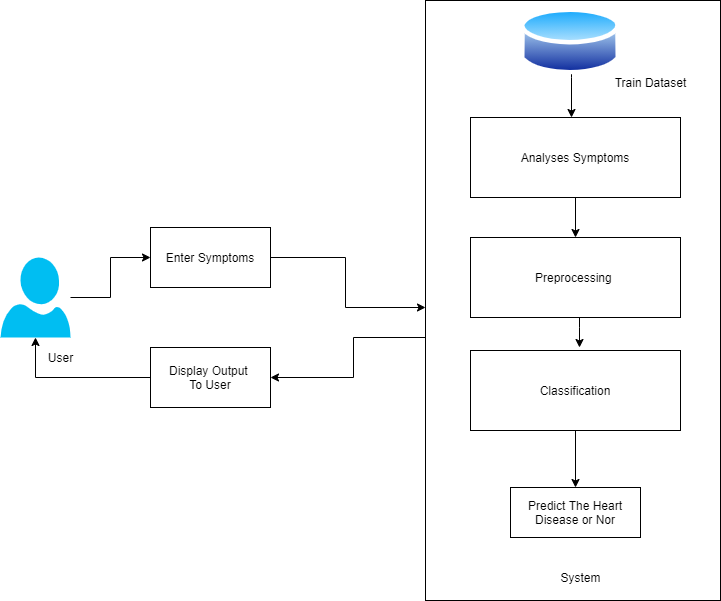 Train Dataset
Analyses Symptoms
Enter Symptoms
Preprocessing
User
Display Output
To User
Classification
Predict The Heart
Disease or Nor
System